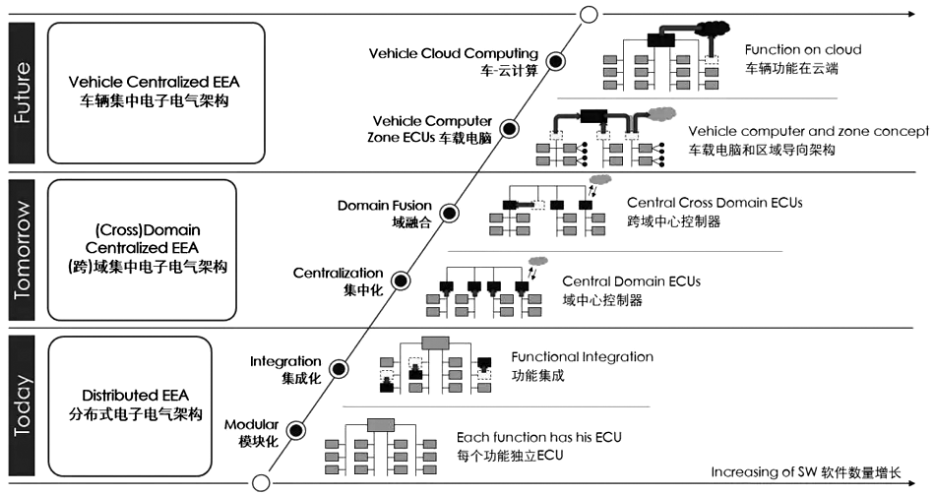 Future
Vehicle Centralized EEA
车辆集中电子电气架构
Vehicle Cloud Computing
车-云计算
Function on cloud
车辆功能在云端
Vehicle Computer
Zone ECUs 车载电脑
Vehicle computer and zone concept
车载电脑和区域导向架构
Tomorrow
(Cross)Domain
Centralized EEA
(跨)域集中电子电气架构
Domain Fusion
域融合
Central Cross Domain ECUs
跨域中心控制器
Centralization
集中化
Central Domain ECUs
域中心控制器
Today
Distributed EEA
分布式电子电气架构
Integration
集成化
Functional Integration
功能集成
Modular
模块化
Each function has his ECU
每个功能独立ECU
Increasing of SW 软件数量增长